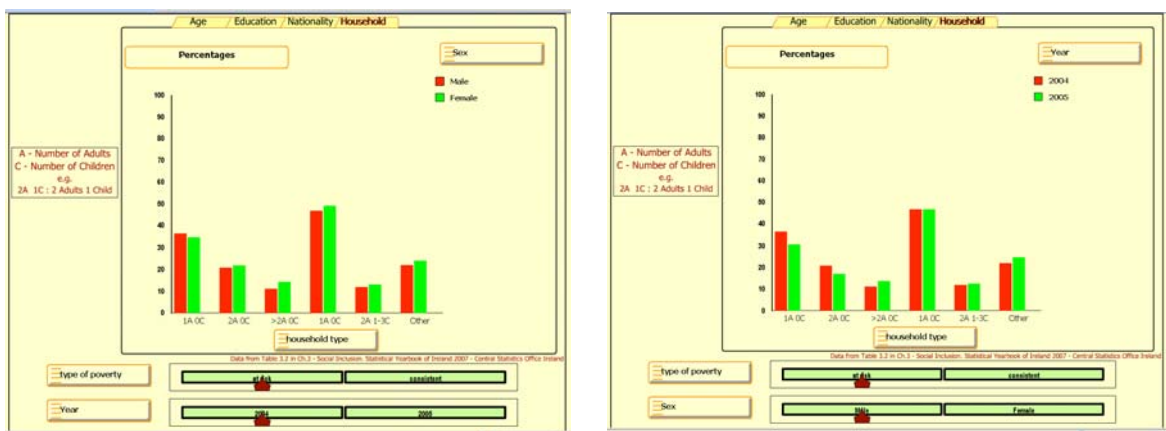 Age / Education / Nationality / Household
Percentages
Sex
Male
Female
100
90
80
70
60
50
40
30
20
10
0
A - Number of Adults
C - Number of Children
e.g.
2A 1C : 2 Adults 1 Child
1A 0C 2A 0C >2A 0C 1A 0C 2A 1-3C Other
household type
Data from Table 3.2 in Ch.3 - Social Inclusion. Statistical Yearbook of Ireland 2007 - Central Statistics Office Ireland
type of poverty
at risk consistent
Year
2004 2005
Age / Education / Nationality / Household
Percentages
Year
2004
2005
100
90
80
70
60
50
40
30
20
10
0
A - Number of Adults
C - Number of Children
e.g.
2A 1C : 2 Adults 1 Child
1A 0C 2A 0C >2A 0C 1A 0C 2A 1-3C Other
household type
Data from Table 3.2 in Ch.3 - Social Inclusion. Statistical Yearbook of Ireland 2007 - Central Statistics Office Ireland
type of poverty
at risk consistent
Sex
Male Female